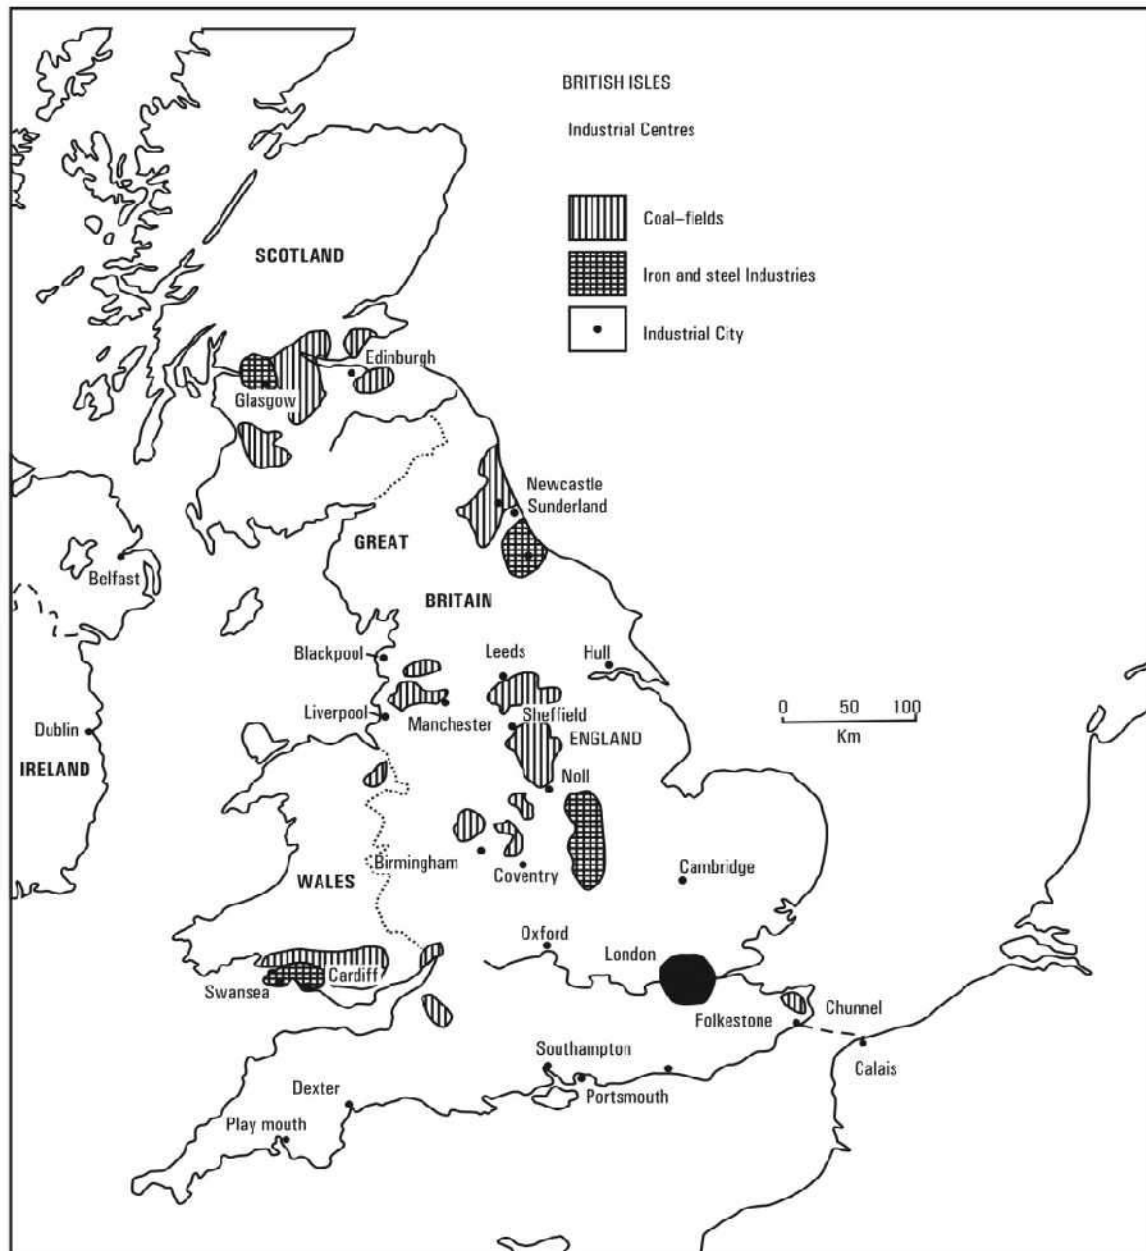 BRITISH ISLES
Industrial Centres
Coal-fields
Iron and steel Industries
Industrial City
SCOTLAND
Edinburgh
Glasgow
Newcastle
Sunderland
GREAT
Belfast
BRITAIN
Blackpool
Leeds
Hull
Liverpool
Manchester
Sheffield
ENGLAND
0 50 100
Km
Dublin
IRELAND
Noll
Birmingham
Coventry
WALES
Cambridge
Oxford
London
Cardiff
Swansea
Folkestone
Chunnel
Southampton
Calais
Dexter
Portsmouth
Play mouth